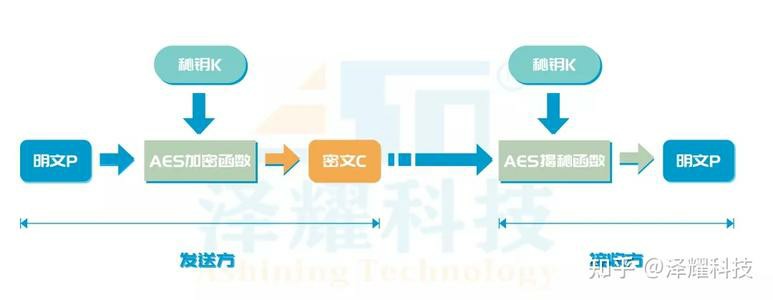 秘钥K
秘钥K
明文P
AES加密函数
密文C
AES揭秘函数
明文P
发送方
接收方
泽耀科技
Ashining Technology
知乎 @泽耀科技